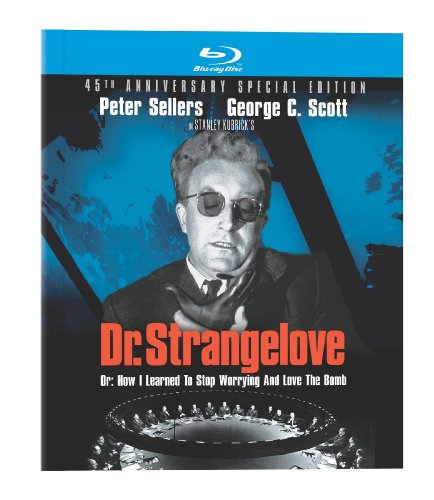 Blu-ray Disc
45TH ANNIVERSARY SPECIAL EDITION
Peter Sellers George C. Scott
IN STANLEY KUBRICK'S
Dr. Strangelove
Or: How I Learned To Stop Worrying And Love The Bomb